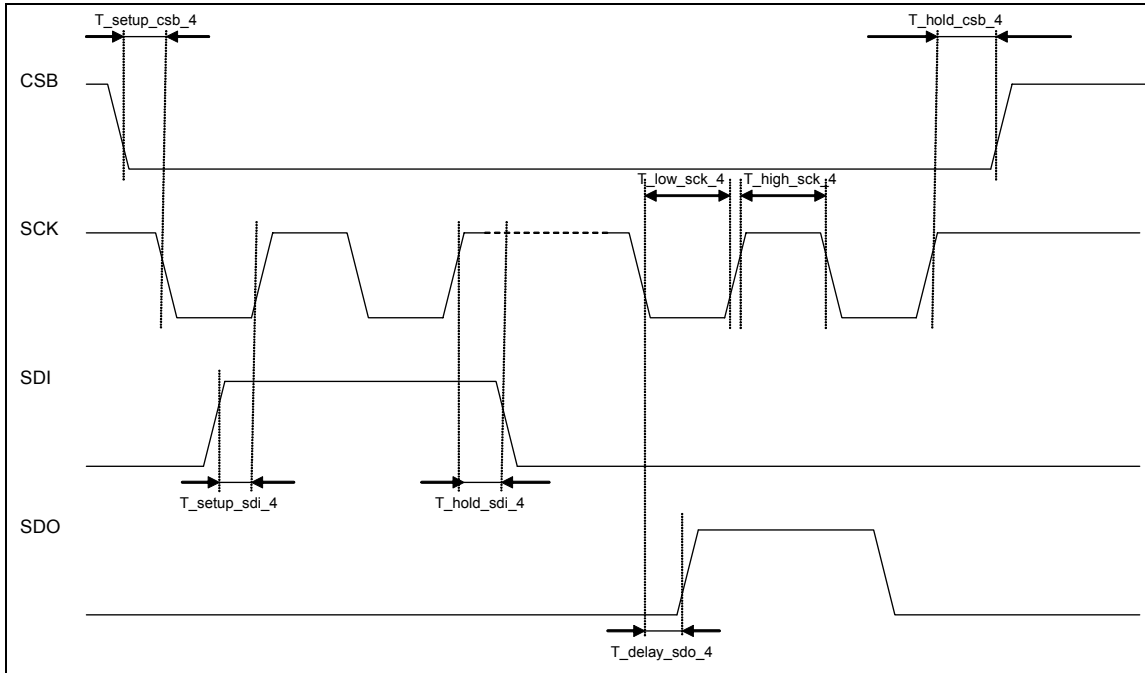 T_setup_csb_4
T_hold_csb_4
CSB
T_low_sck_4
T_high_sck_4
SCK
SDI
T_setup_sdi_4
T_hold_sdi_4
SDO
T_delay_sdo_4